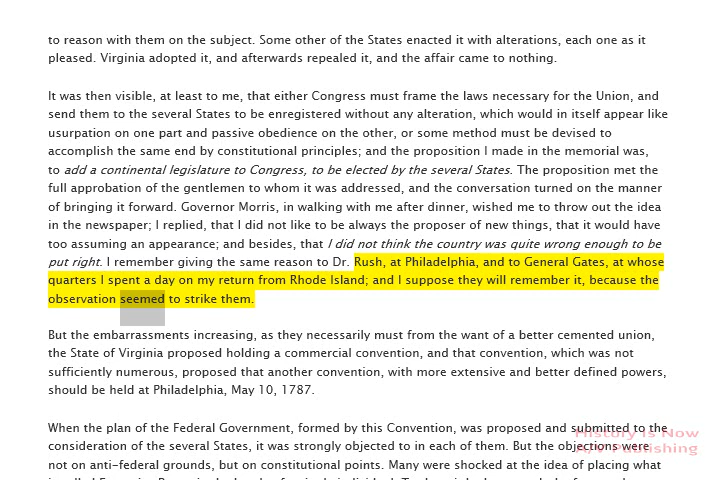 to reason with them on the subject. Some other of the States enacted it with alterations, each one as it
pleased. Virginia adopted it, and afterwards repealed it, and the affair came to nothing.
It was then visible, at least to me, that either Congress must frame the laws necessary for the Union, and
send them to the several States to be enregistered without any alteration, which would in itself appear like
usurpation on one part and passive obedience on the other, or some method must be devised to
accomplish the same end by constitutional principles; and the proposition I made in the memorial was,
to add a continental legislature to Congress, to be elected by the several States. The proposition met the
full approbation of the gentlemen to whom it was addressed, and the conversation turned on the manner
of bringing it forward. Governor Morris, in walking with me after dinner, wished me to throw out the idea
in the newspaper; I replied, that I did not like to be always the proposer of new things, that it would have
too assuming an appearance; and besides, that I did not think the country was quite wrong enough to be
put right. I remember giving the same reason to Dr. Rush, at Philadelphia, and to General Gates, at whose
quarters I spent a day on my return from Rhode Island; and I suppose they will remember it, because the
observation seemed to strike them.
But the embarrassments increasing, as they necessarily must from the want of a better cemented union,
the State of Virginia proposed holding a commercial convention, and that convention, which was not
sufficiently numerous, proposed that another convention, with more extensive and better defined powers,
should be held at Philadelphia, May 10, 1787.
When the plan of the Federal Government, formed by this Convention, was proposed and submitted to the
consideration of the several States, it was strongly objected to in each of them. But the objections were
not on anti-federal grounds, but on constitutional points. Many were shocked at the idea of placing what
History Is Now
A/V Publishing